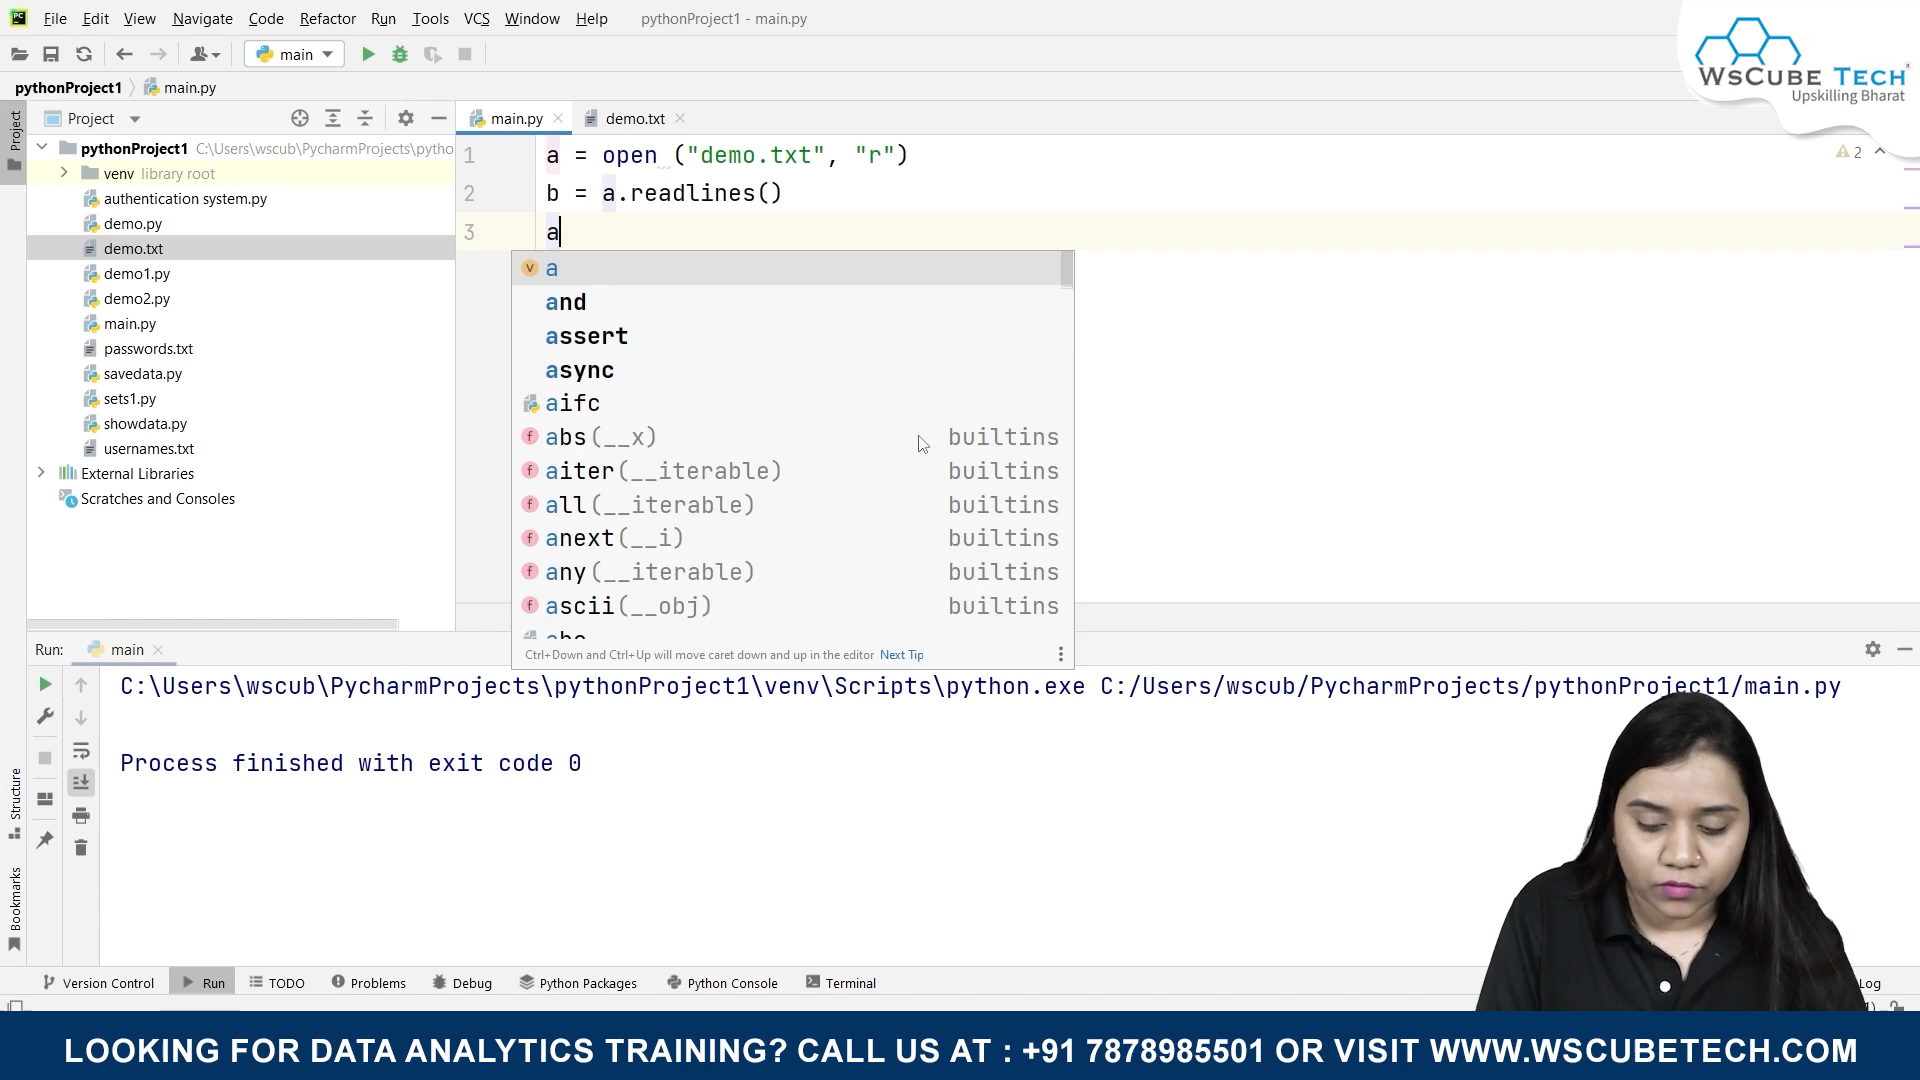 File Edit View Navigate Code Refactor Run Tools VCS Window Help pythonProject1 - main.py
main
WsCube Tech
Upskilling Bharat
pythonProject1 main.py
Project
Project
main.py demo.txt
pythonProject1 C:\Users\wscub\PycharmProjects\pytho
venv library root
authentication system.py
demo.py
demo.txt
demo1.py
demo2.py
main.py
passwords.txt
savedata.py
sets1.py
showdata.py
usernames.txt
External Libraries
Scratches and Consoles
1 a = open ("demo.txt", "r")
2
2 b = a.readlines()
3 a
a
and
assert
async
aifc
abs(__x) builtins
aiter(__iterable) builtins
all(__iterable) builtins
anext(__i) builtins
any(__iterable) builtins
ascii(__obj) builtins
Ctrl+Down and Ctrl+Up will move caret down and up in the editor Next Tip
Run: main
C:\Users\wscub\PycharmProjects\pythonProject1\venv\Scripts\python.exe C:/Users/wscub/PycharmProjects/pythonProject1/main.py
Process finished with exit code 0
Structure
Bookmarks
Version Control Run TODO Problems Debug Python Packages Python Console Terminal
Log
LOOKING FOR DATA ANALYTICS TRAINING? CALL US AT : +91 7878985501 OR VISIT WWW.WSCUBETECH.COM